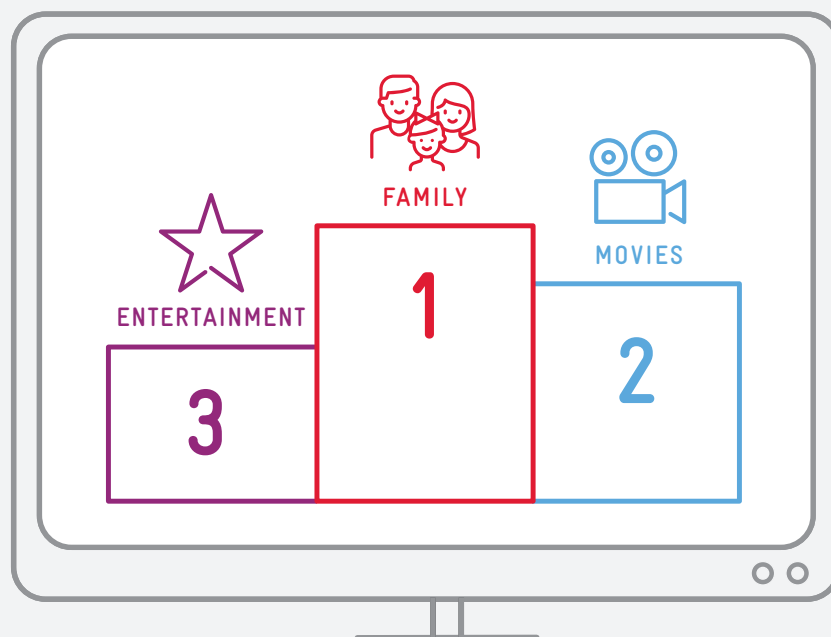 FAMILY
1
MOVIES
2
ENTERTAINMENT
3